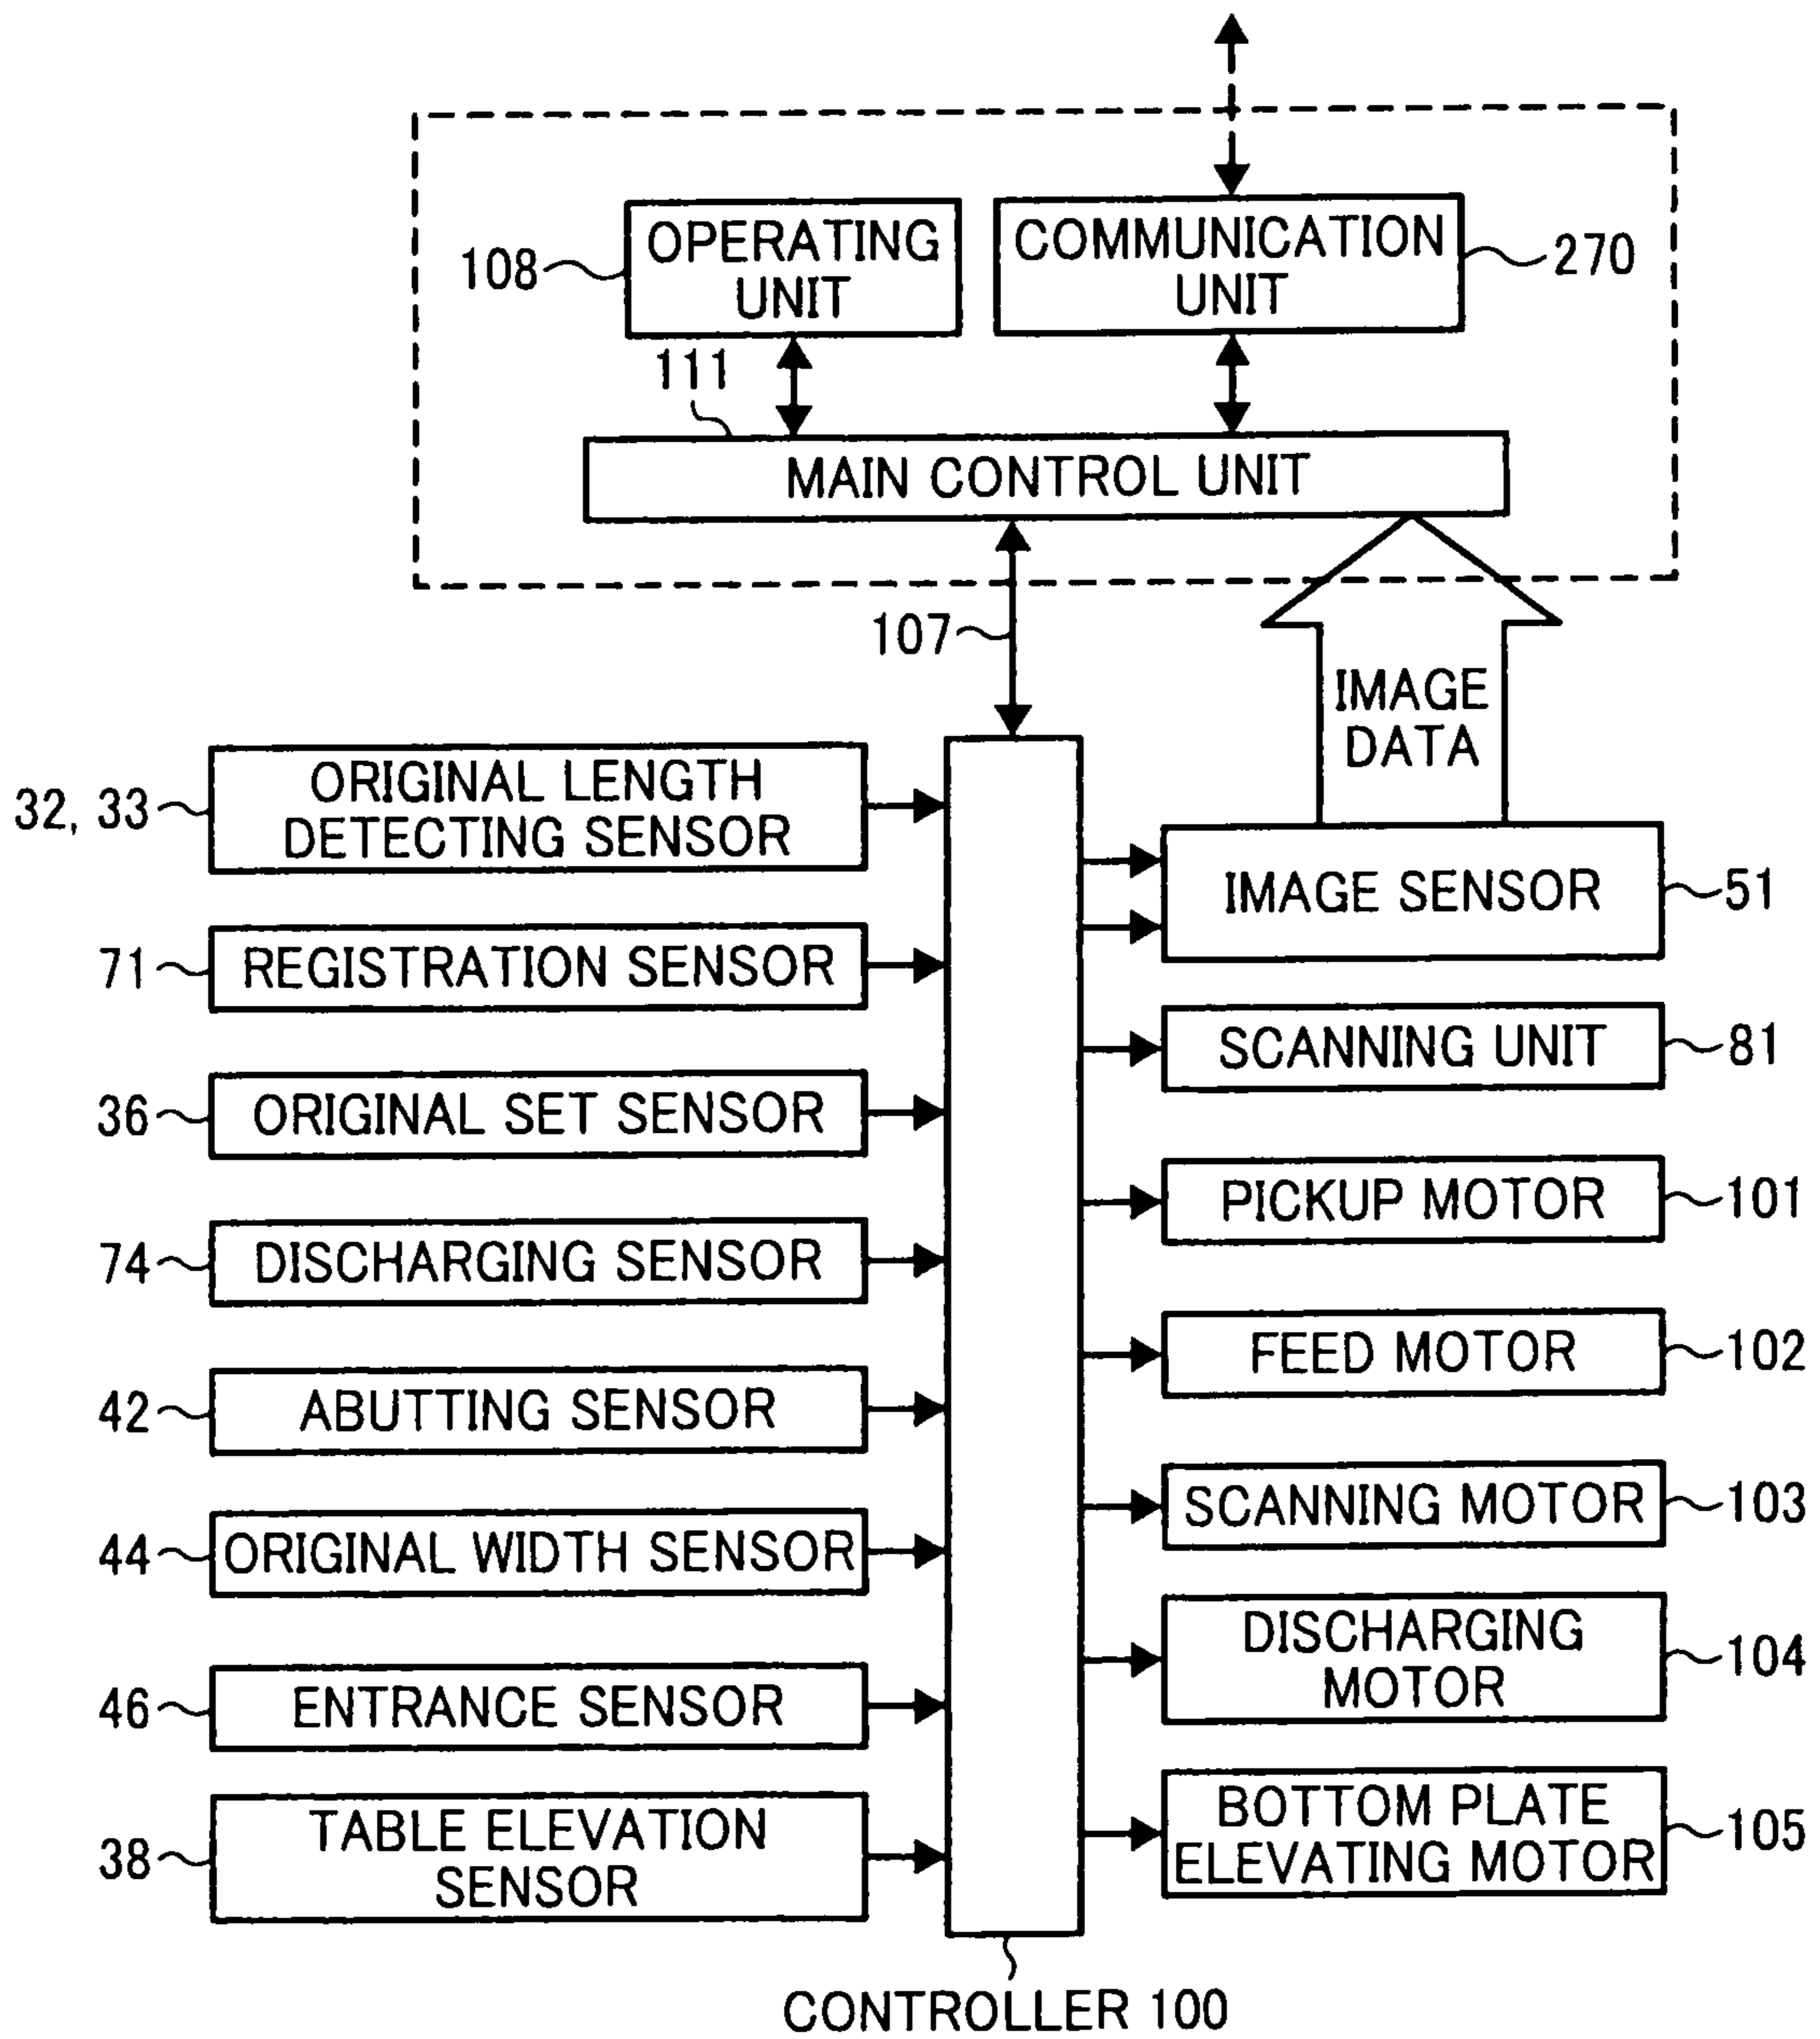 OPERATING
UNIT
108
COMMUNICATION
UNIT
270
111
MAIN CONTROL UNIT
107
IMAGE
DATA
32, 33
ORIGINAL LENGTH
DETECTING SENSOR
71
REGISTRATION SENSOR
36
ORIGINAL SET SENSOR
74
DISCHARGING SENSOR
42
ABUTTING SENSOR
44
ORIGINAL WIDTH SENSOR
46
ENTRANCE SENSOR
38
TABLE ELEVATION
SENSOR
IMAGE SENSOR
51
SCANNING UNIT
81
PICKUP MOTOR
101
FEED MOTOR
102
SCANNING MOTOR
103
DISCHARGING
MOTOR
104
BOTTOM PLATE
ELEVATING MOTOR
105
CONTROLLER 100